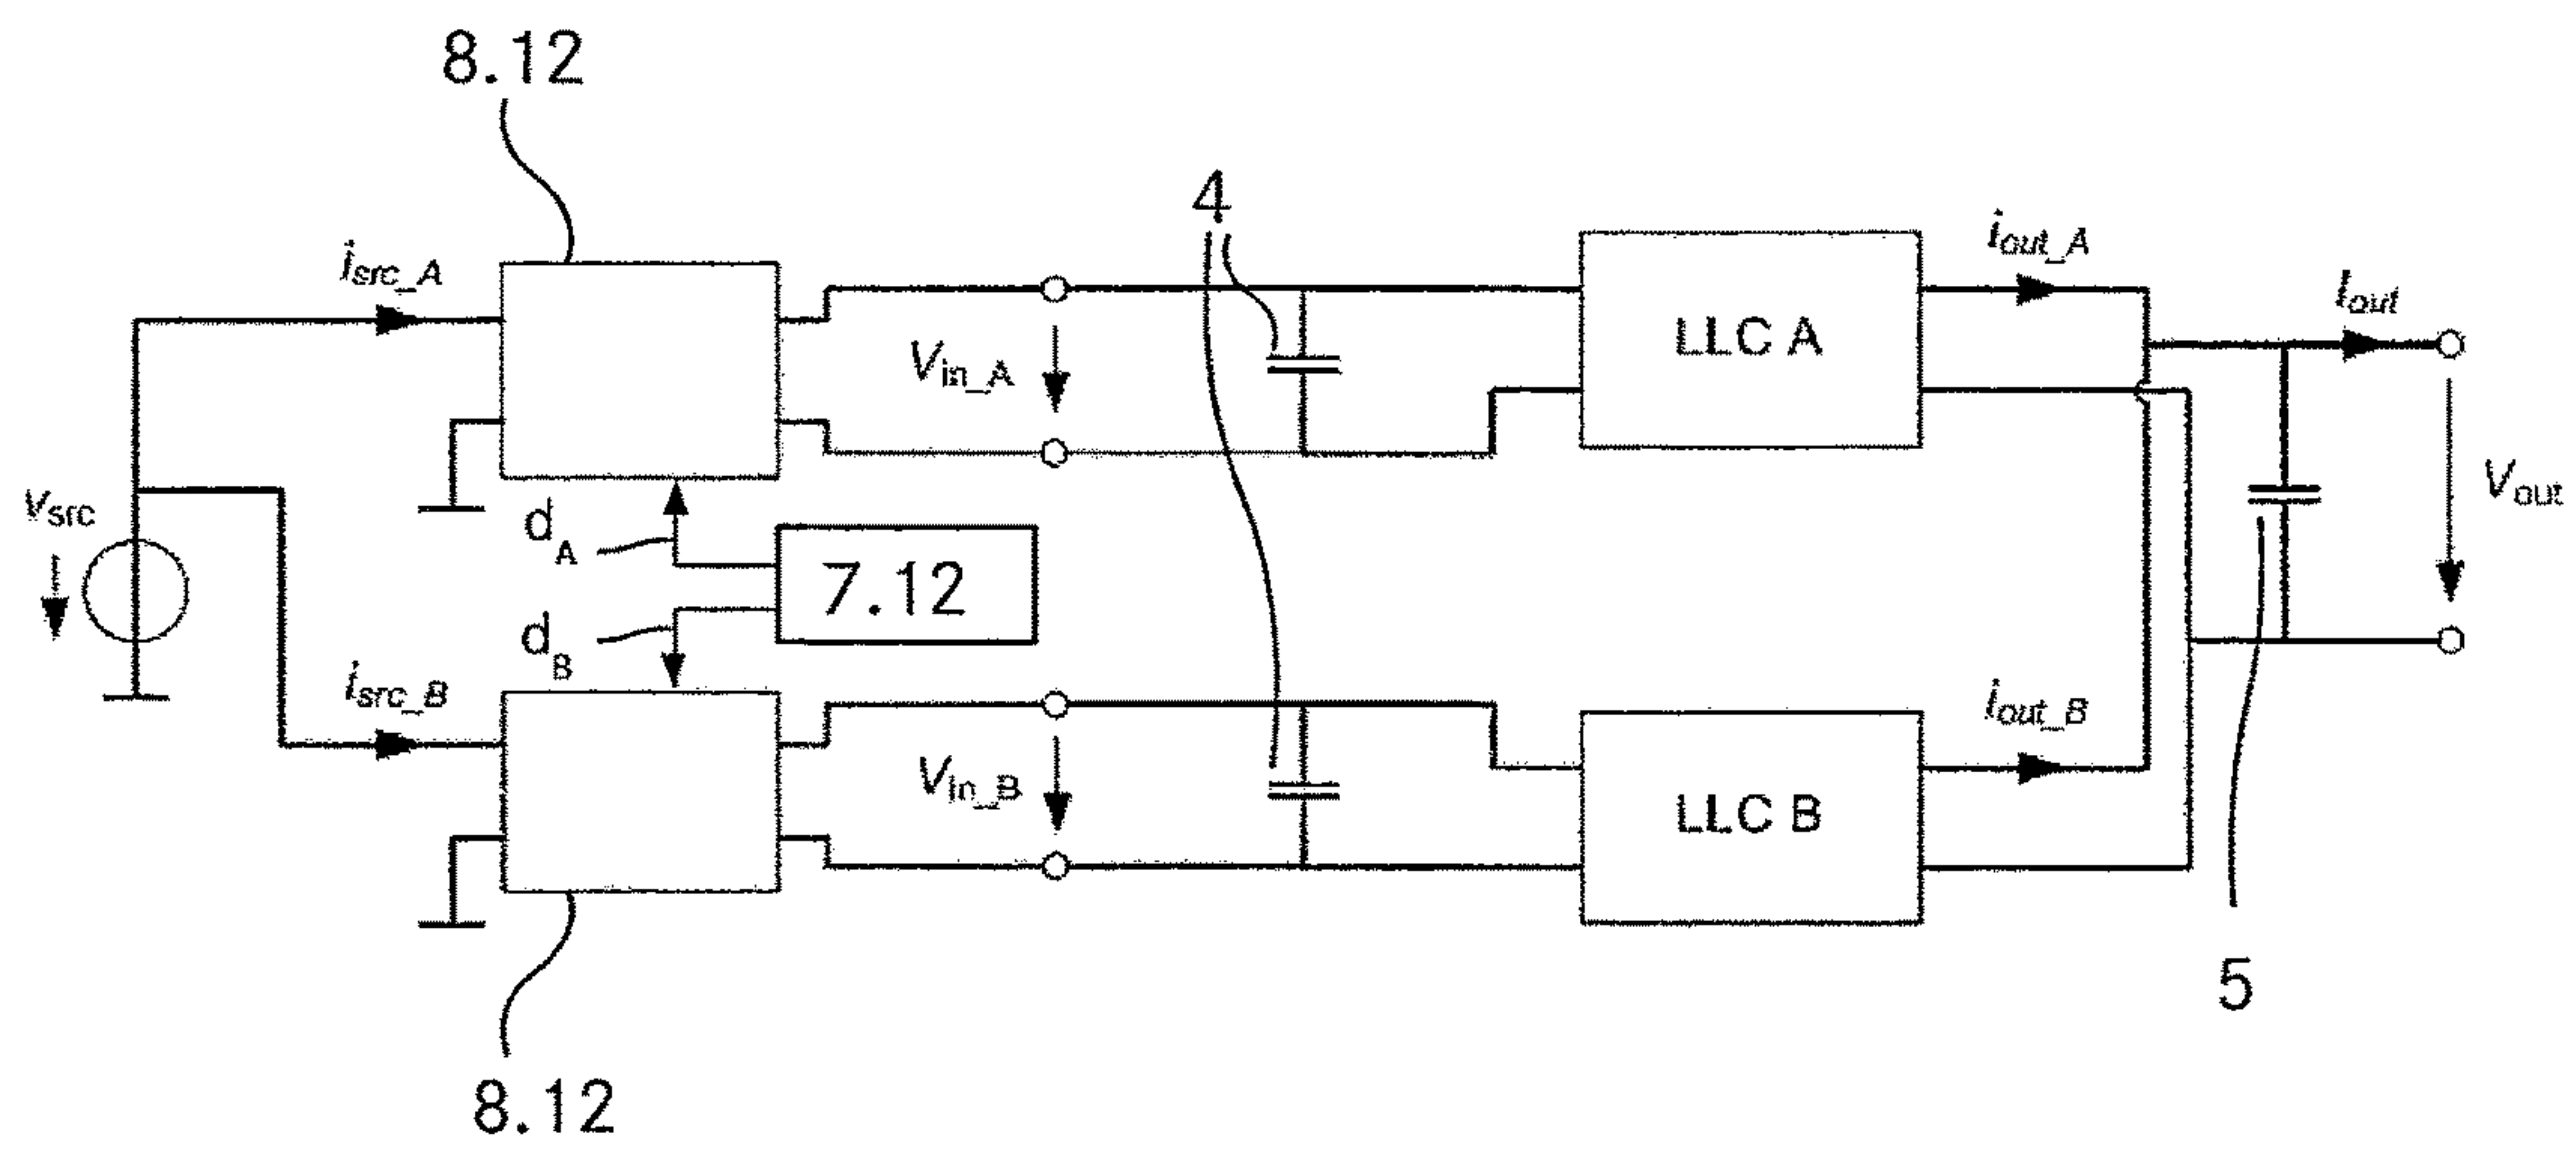 8.12
4
i_src_A
i_out_A
I_out
V_in_A
LLC A
v_src
d_A
V_out
7.12
d_B
i_src_B
i_out_B
V_in_B
LLC B
5
8.12